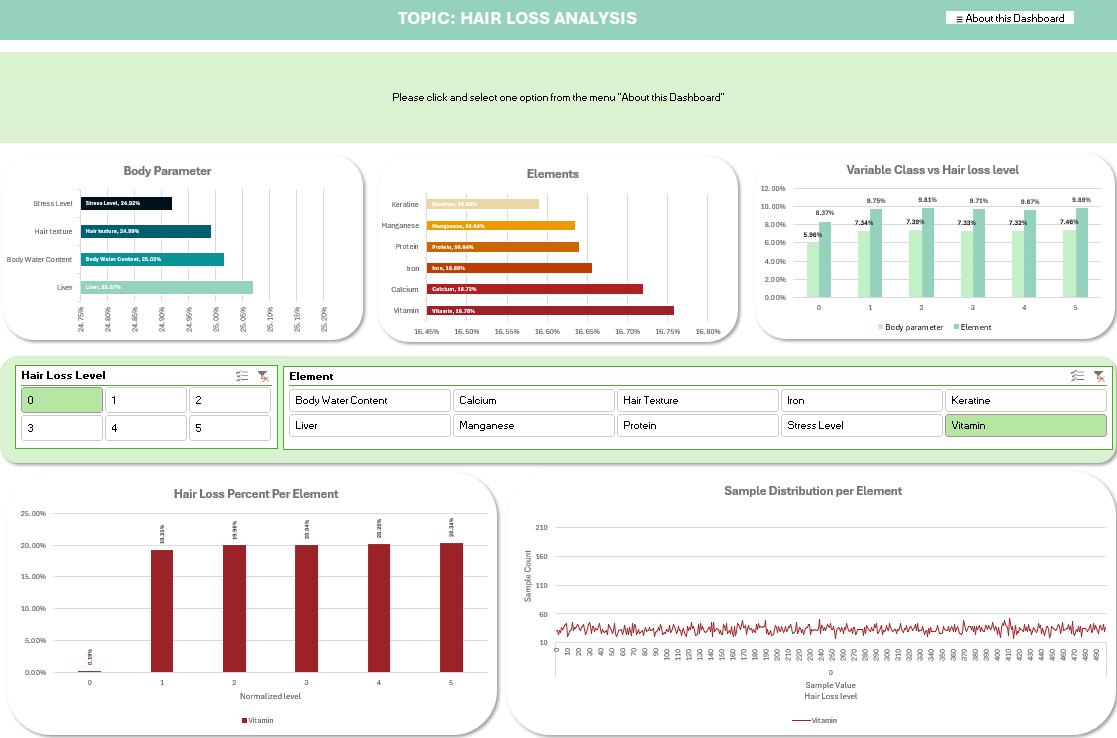 TOPIC: HAIR LOSS ANALYSIS
≡ About this Dashboard
Please click and select one option from the menu "About this Dashboard"
Body Parameter
Stress Level
Stress Level, 24.92%
Hair texture
Hair texture, 24.99%
Body Water Content
Body Water Content, 25.02%
Liver
Liver, 25.07%
24.75% 24.80% 24.85% 24.90% 24.95% 25.00% 25.05% 25.10% 25.15% 25.20%
Elements
Keratine
Manganese
Manganese, 16.64%
Protein
Protein, 16.64%
Iron
Iron, 16.66%
Calcium
Calcium, 16.72%
Vitamin
Vitamin, 16.76%
16.45% 16.50% 16.55% 16.60% 16.65% 16.70% 16.75% 16.80%
Variable Class vs Hair loss level
12.00%
10.00%
8.00%
6.00%
4.00%
2.00%
0.00%
5.96% 8.37% 7.34% 9.75% 7.39% 9.81% 7.33% 9.71% 7.32% 9.67% 7.46% 9.89%
0 1 2 3 4 5
Body parameter Element
Hair Loss Level
0 1 2
3 4 5
Element
Body Water Content Calcium Hair Texture Iron Keratine
Liver Manganese Protein Stress Level Vitamin
Hair Loss Percent Per Element
25.00%
20.00%
15.00%
10.00%
5.00%
0.00%
0.19% 19.25% 19.96% 20.04% 20.20% 20.34%
0 1 2 3 4 5
Normalized level
Vitamin
Sample Distribution per Element
Sample Count
210
160
110
60
10
0 10 20 30 40 50 60 70 80 90 100 110 120 130 140 150 160 170 180 190 200 210 220 230 240 250 260 270 280 290 300 310 320 330 340 350 360 370 380 390 400 410 420 430 440 450 460 470 480 490
0
Sample Value
Hair Loss level
Vitamin